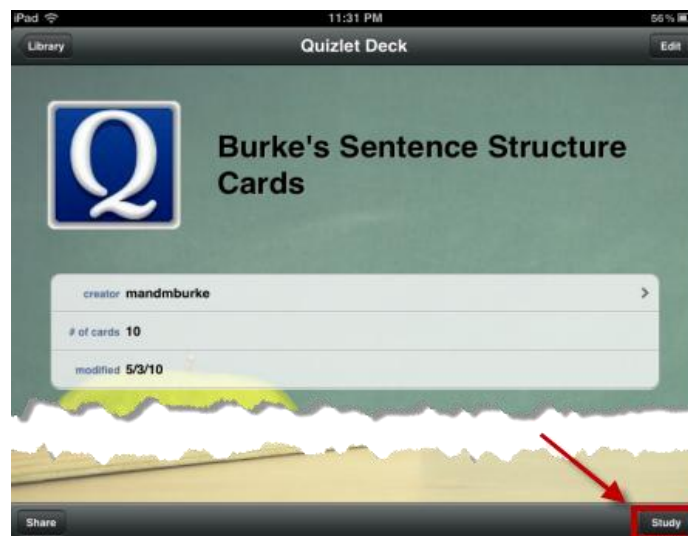 iPad 11:31 PM 56%
Library Quizlet Deck Edit
Q
Burke's Sentence Structure
Cards
creator mandmburke
# of cards 10
modified 5/3/10
Share Study